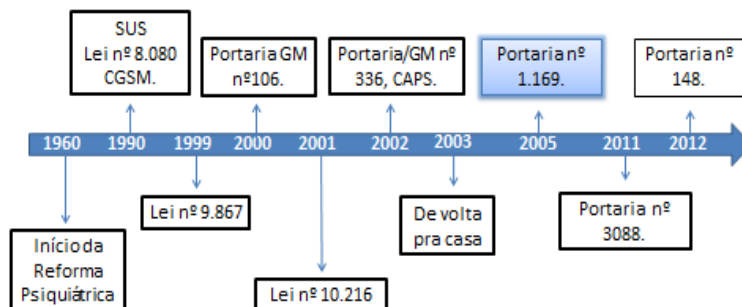 SUS
Lei nº 8.080
CGSM.
Portaria GM
nº106.
Portaria/GM nº
336, CAPS.
Portaria nº
1.169.
Portaria nº
148.
1960 1990 1999 2000 2001 2002 2003 2005 2011 2012
Lei nº 9.867
De volta
pra casa
Portaria nº
3088.
Início da
Reforma
Psiquiátrica
Lei nº 10.216